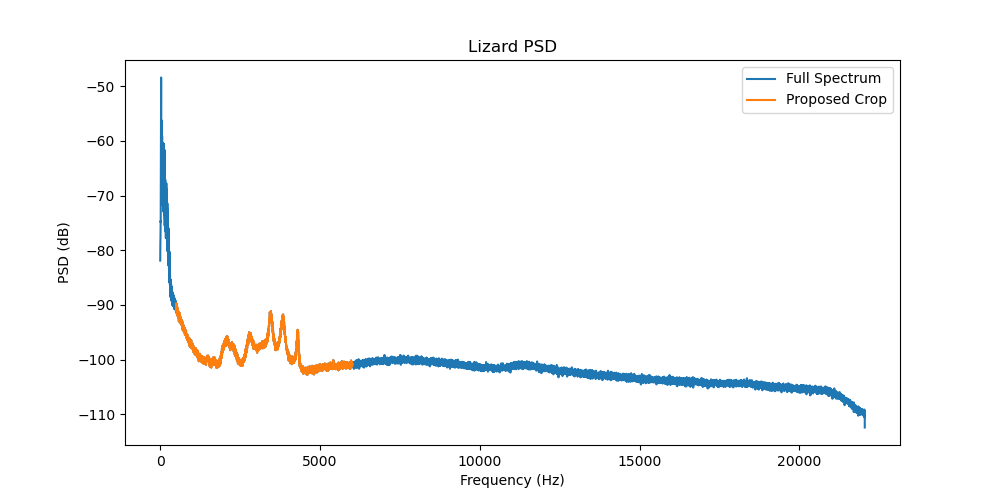 Lizard PSD
Full Spectrum
Proposed Crop
PSD (dB)
−50
−60
−70
−80
−90
−100
−110
0
5000
10000
15000
20000
Frequency (Hz)